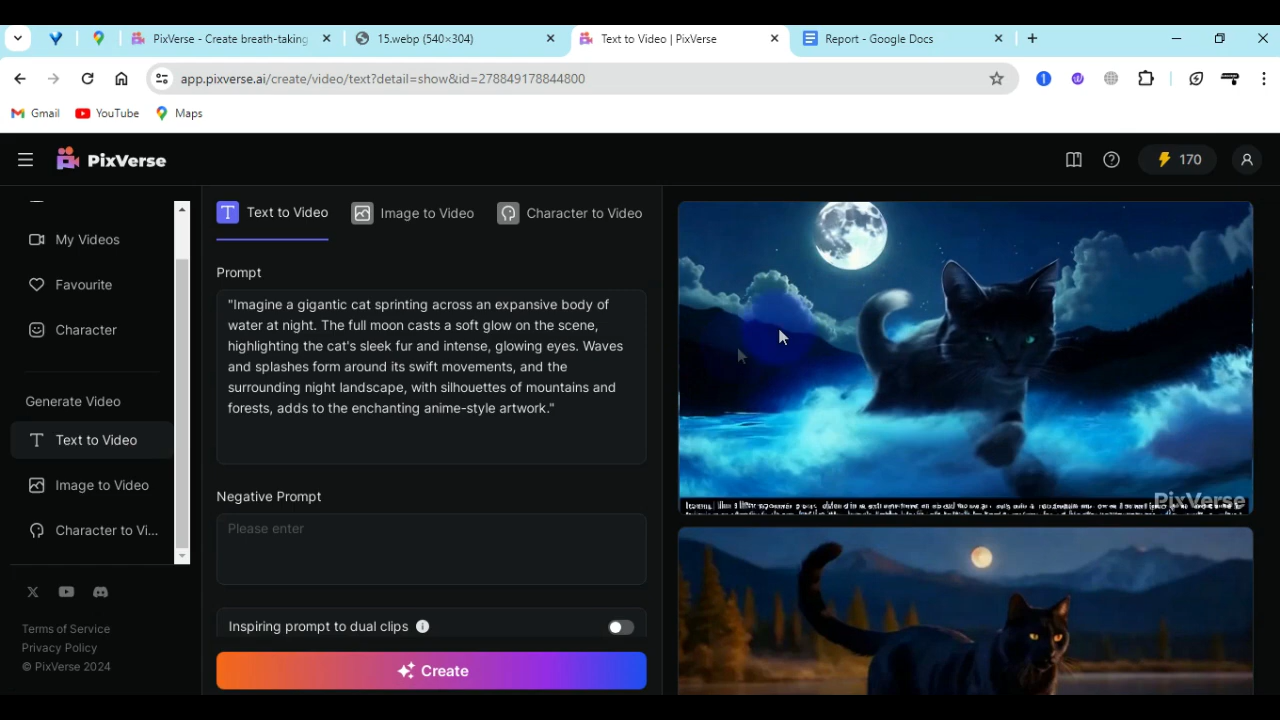 PixVerse - Create breath-taking
15.webp (540×304)
Text to Video | PixVerse
Report - Google Docs
app.pixverse.ai/create/video/text?detail=show&id=278849178844800
Gmail
YouTube
Maps
PixVerse
170
My Videos
Favourite
Character
Generate Video
Text to Video
Image to Video
Character to Vi...
Terms of Service
Privacy Policy
© PixVerse 2024
Text to Video
Image to Video
Character to Video
Prompt
"Imagine a gigantic cat sprinting across an expansive body of
water at night. The full moon casts a soft glow on the scene,
highlighting the cat's sleek fur and intense, glowing eyes. Waves
and splashes form around its swift movements, and the
surrounding night landscape, with silhouettes of mountains and
forests, adds to the enchanting anime-style artwork."
Negative Prompt
Please enter
Inspiring prompt to dual clips
Create
PixVerse